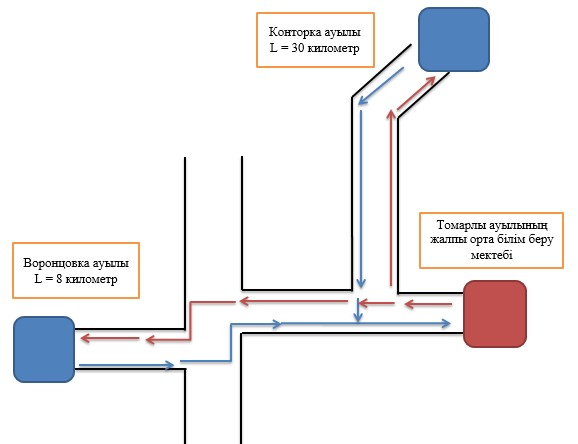 Конторка ауылы
L = 30 километр
Томарлы ауылының
жалпы орта білім беру
мектебі
Воронцовка ауылы
L = 8 километр